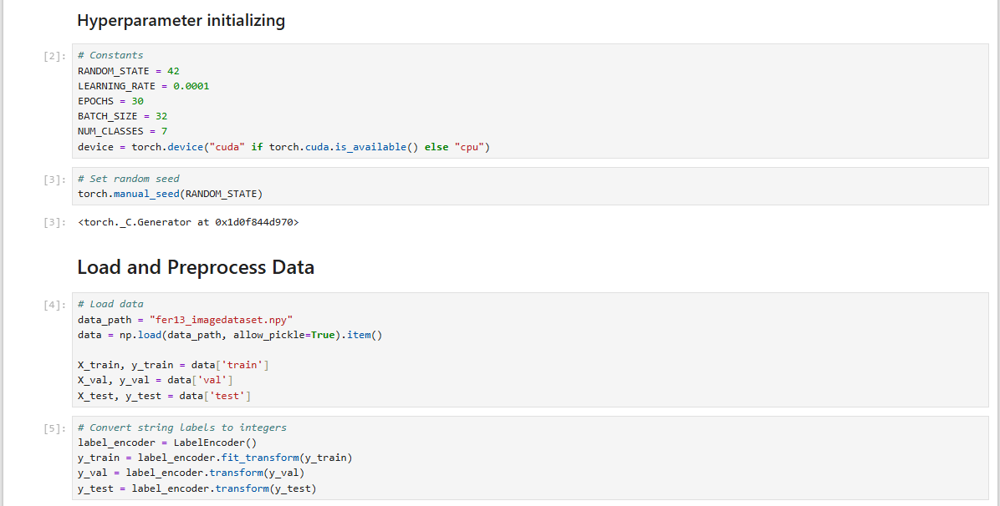 Hyperparameter initializing
[2]: # Constants
RANDOM_STATE = 42
LEARNING_RATE = 0.0001
EPOCHS = 30
BATCH_SIZE = 32
NUM_CLASSES = 7
device = torch.device("cuda" if torch.cuda.is_available() else "cpu")
[3]: # Set random seed
torch.manual_seed(RANDOM_STATE)
[3]: <torch._C.Generator at 0x1d0f844d970>
Load and Preprocess Data
[4]: # Load data
data_path = "fer13_imagedataset.npy"
data = np.load(data_path, allow_pickle=True).item()
X_train, y_train = data['train']
X_val, y_val = data['val']
X_test, y_test = data['test']
[5]: # Convert string labels to integers
label_encoder = LabelEncoder()
y_train = label_encoder.fit_transform(y_train)
y_val = label_encoder.transform(y_val)
y_test = label_encoder.transform(y_test)